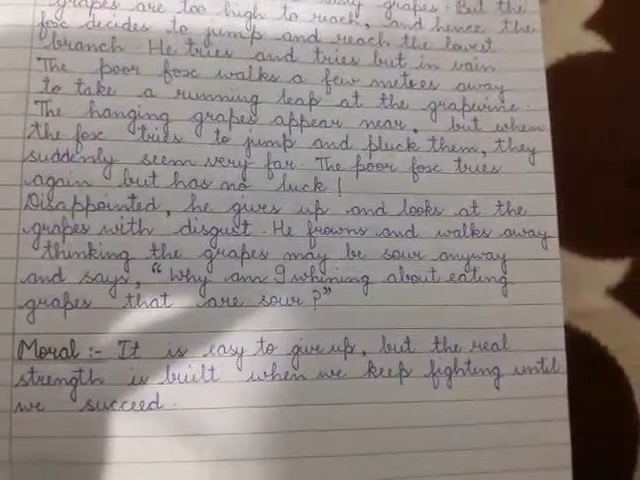 grapes are too high to reach, and hence the
fox decides to jump and reach the lowest
branch. He tries and tries but in vain
The poor fox walks a few metres away
to take a running leap at the grapevine.
The hanging grapes appear near, but when
the fox tries to jump and pluck them, they
suddenly seem very far. The poor fox tries
again but has no luck!
Disappointed, he gives up and looks at the
grapes with disgust. He frowns and walks away
thinking the grapes may be sour anyway
and says, "Why am I whining about eating
grapes that are sour?"
Moral :- It is easy to give up, but the real
strength is built when we keep fighting until
we succeed.